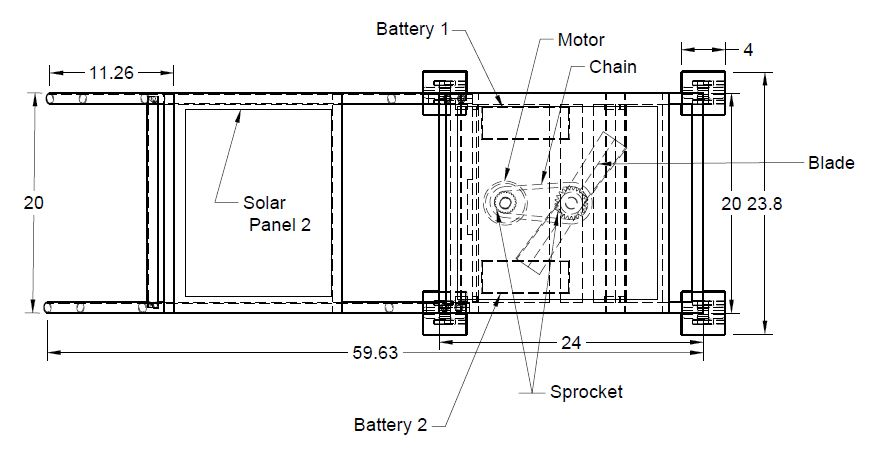 Battery 1
Motor
4
Chain
11.26
Blade
Solar
Panel 2
20
20
23.8
24
59.63
Sprocket
Battery 2